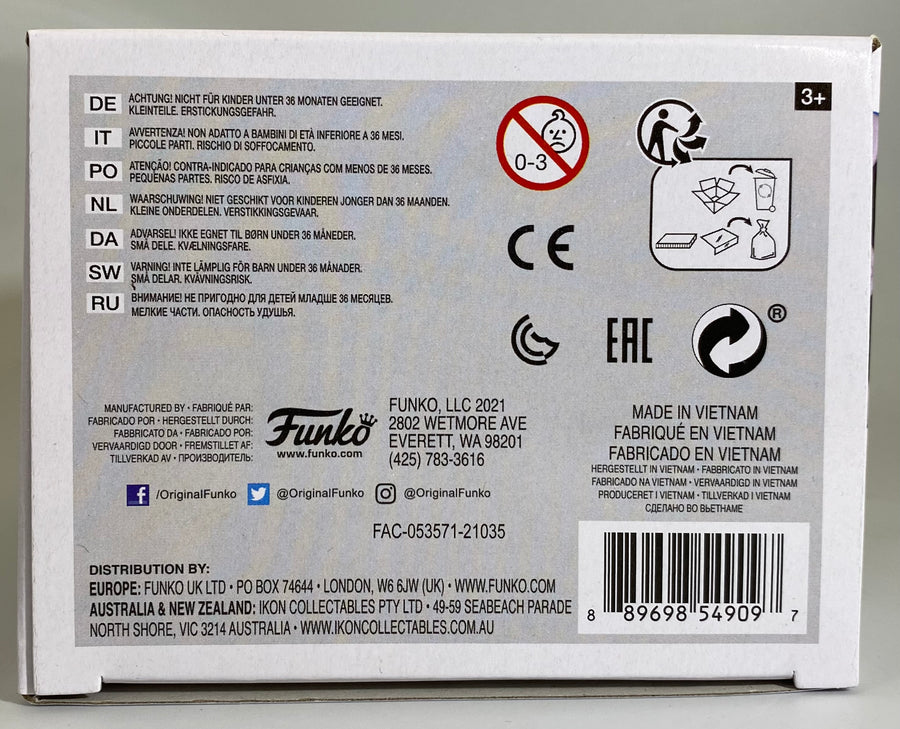 3+
DE ACHTUNG! NICHT FÜR KINDER UNTER 36 MONATEN GEEIGNET.
KLEINTEILE. ERSTICKUNGSGEFAHR.
IT AVVERTENZA! NON ADATTO A BAMBINI DI ETÀ INFERIORE A 36 MESI.
PICCOLE PARTI. RISCHIO DI SOFFOCAMENTO.
PO ATENÇÃO! CONTRA-INDICADO PARA CRIANÇAS COM MENOS DE 36 MESES.
PEQUENAS PARTES. RISCO DE ASFIXIA.
NL WAARSCHUWING! NIET GESCHIKT VOOR KINDEREN JONGER DAN 36 MAANDEN.
KLEINE ONDERDELEN. VERSTIKKINGSGEVAAR.
DA ADVARSEL! IKKE EGNET TIL BØRN UNDER 36 MÅNEDER.
SMÅ DELE. KVÆLNINGSFARE.
SW VARNING! INTE LÄMPLIG FÖR BARN UNDER 36 MÅNADER.
SMÅ DELAR. KVÄVNINGSRISK.
RU ВНИМАНИЕ! НЕ ПРИГОДНО ДЛЯ ДЕТЕЙ МЛАДШЕ 36 МЕСЯЦЕВ.
МЕЛКИЕ ЧАСТИ. ОПАСНОСТЬ УДУШЬЯ.
0-3
CE
EAC
®
MANUFACTURED BY • FABRIQUÉ PAR:
FABRICADO POR • HERGESTELLT DURCH:
FABRICATO DA • FABRICADO POR:
VERVAARDIGD DOOR • FREMSTILLET AF:
TILLVERKAD AV • ПРОИЗВОДИТЕЛЬ:
Funko
www.funko.com
FUNKO, LLC 2021
2802 WETMORE AVE
EVERETT, WA 98201
(425) 783-3616
/OriginalFunko @OriginalFunko @OriginalFunko
FAC-053571-21035
MADE IN VIETNAM
FABRIQUÉ EN VIETNAM
FABRICADO EN VIETNAM
HERGESTELLT IN VIETNAM • FABBRICATO IN VIETNAM
FABRICADO NA VIETNAM • VERVAARDIGD IN VIETNAM
PRODUCERET I VIETNAM • TILLVERKAD I VIETNAM
СДЕЛАНО ВО ВЬЕТНАМЕ
DISTRIBUTION BY:
EUROPE: FUNKO UK LTD • PO BOX 74644 • LONDON, W6 6JW (UK) • WWW.FUNKO.COM
AUSTRALIA & NEW ZEALAND: IKON COLLECTABLES PTY LTD • 49-59 SEABEACH PARADE
NORTH SHORE, VIC 3214 AUSTRALIA • WWW.IKONCOLLECTABLES.COM.AU
8 89698 54909 7